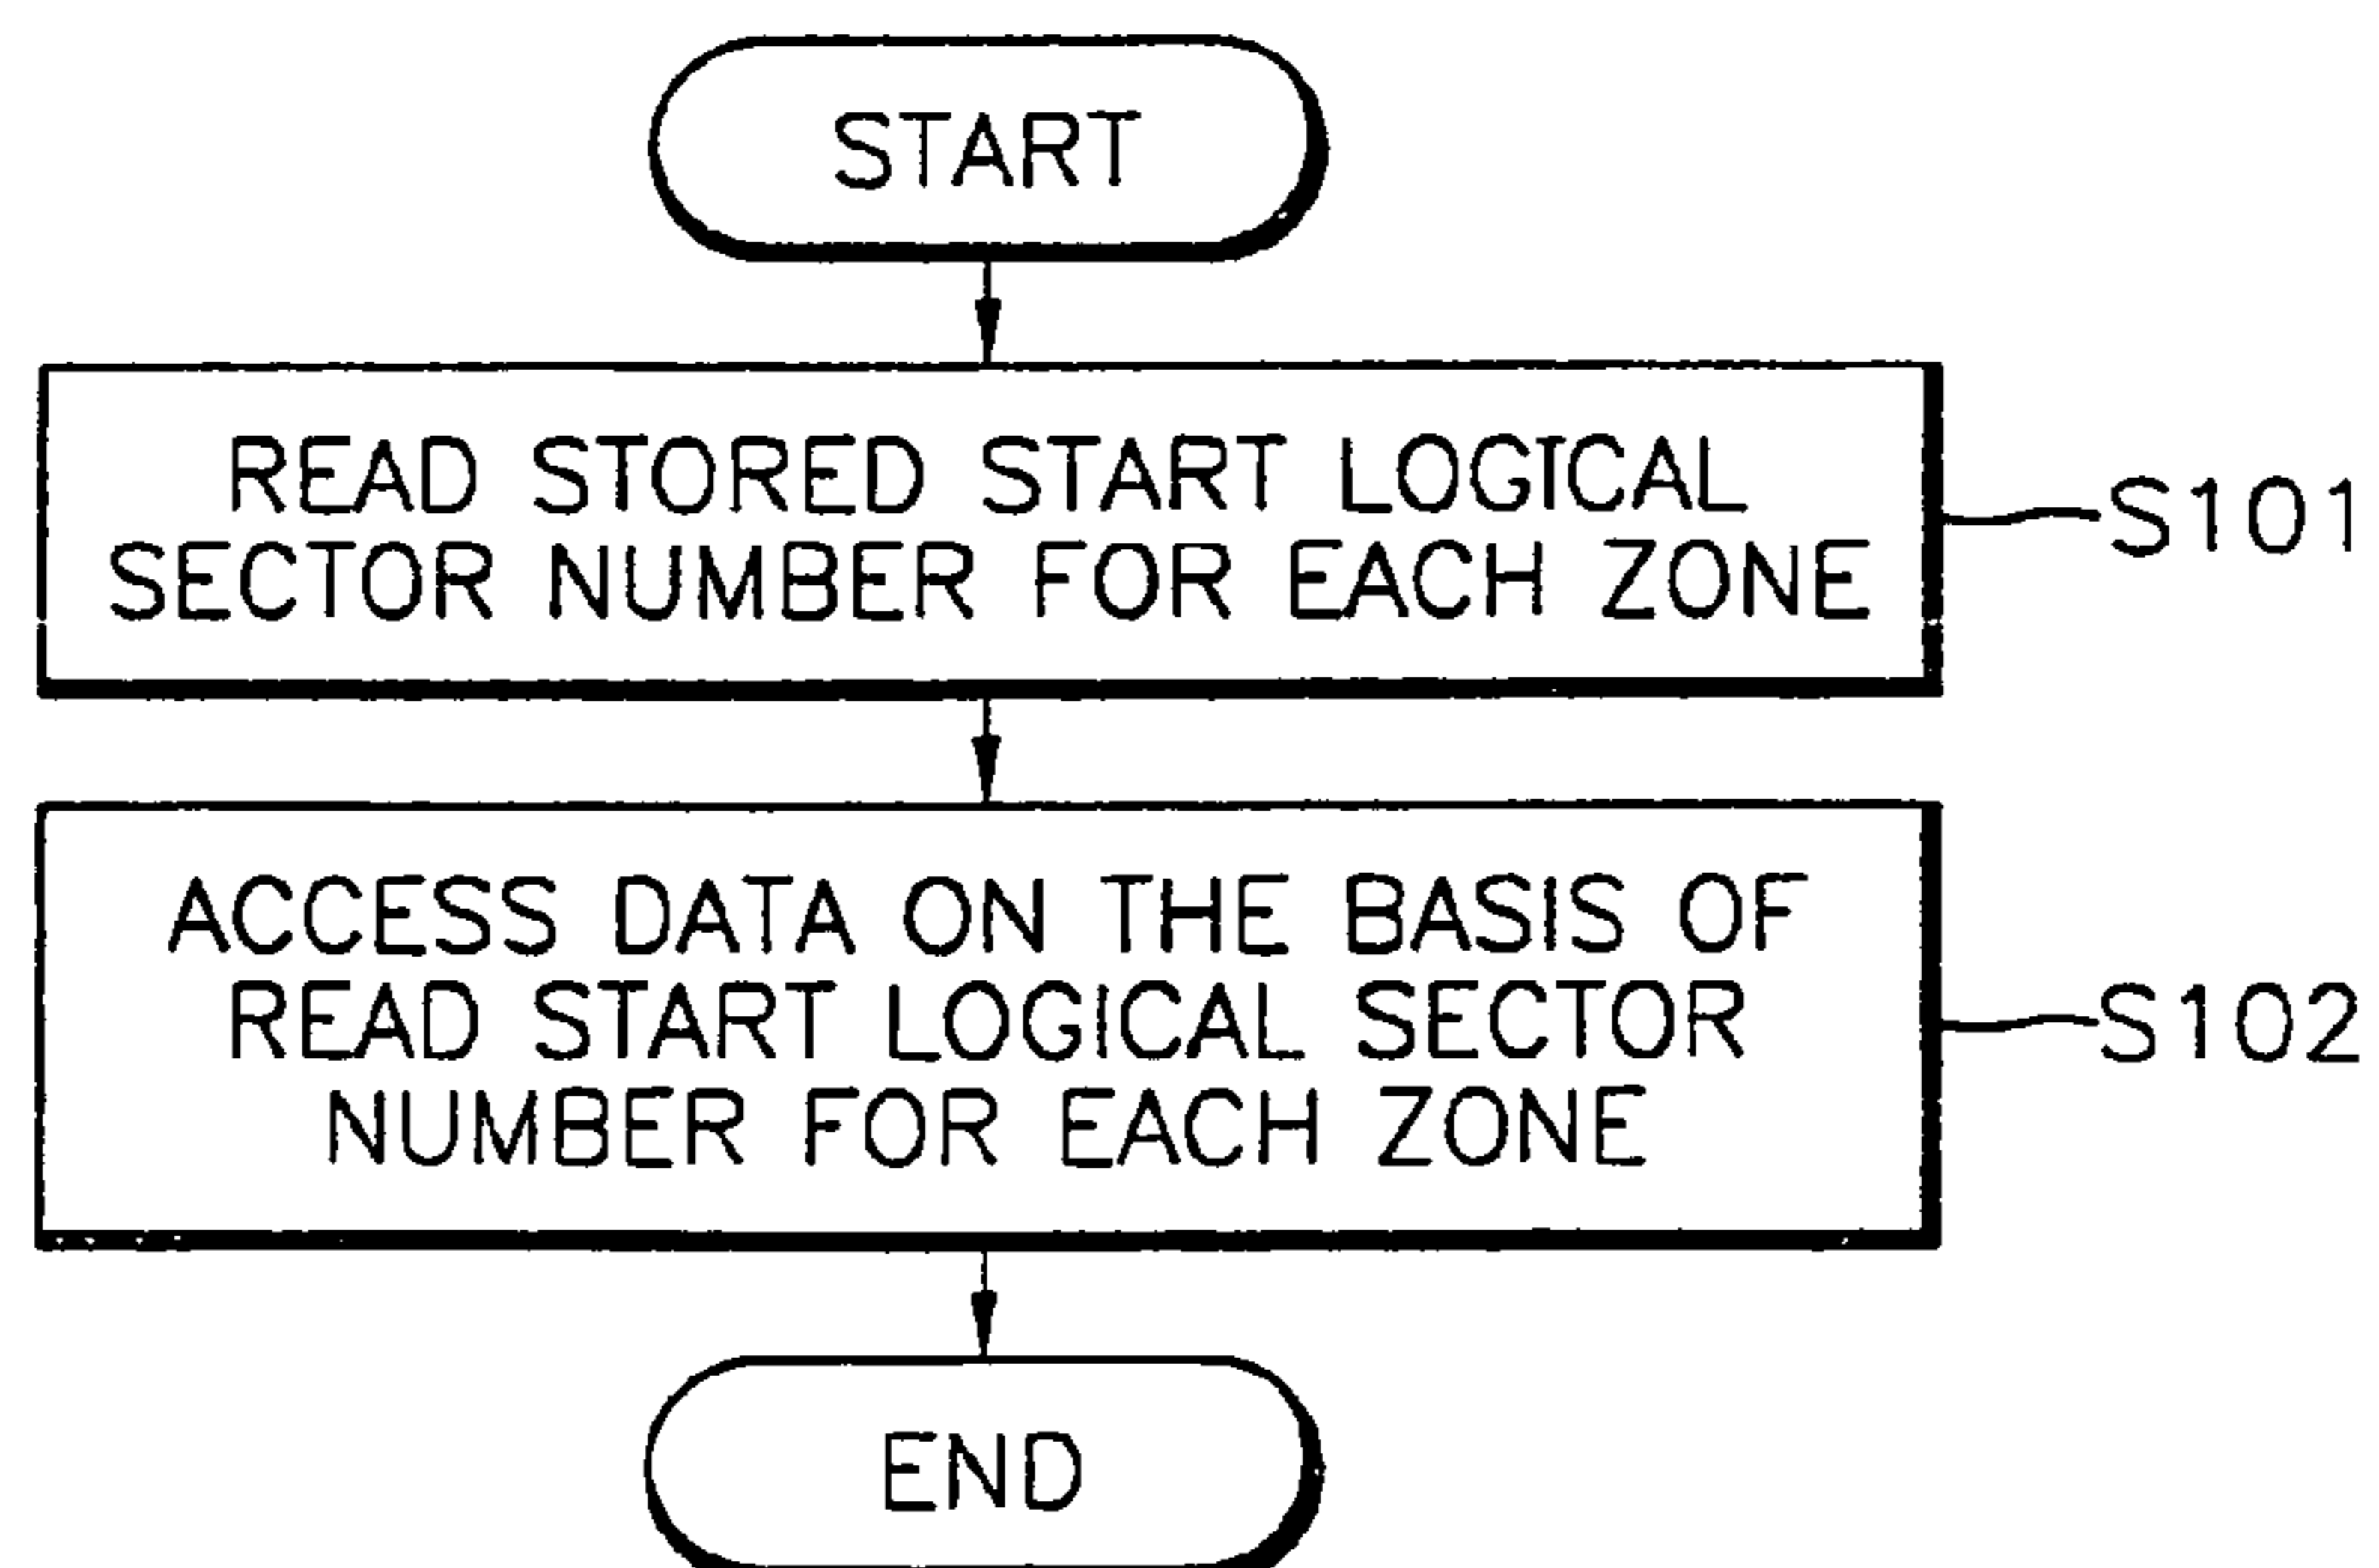 START
READ STORED START LOGICAL
SECTOR NUMBER FOR EACH ZONE
S101
ACCESS DATA ON THE BASIS OF
READ START LOGICAL SECTOR
NUMBER FOR EACH ZONE
S102
END